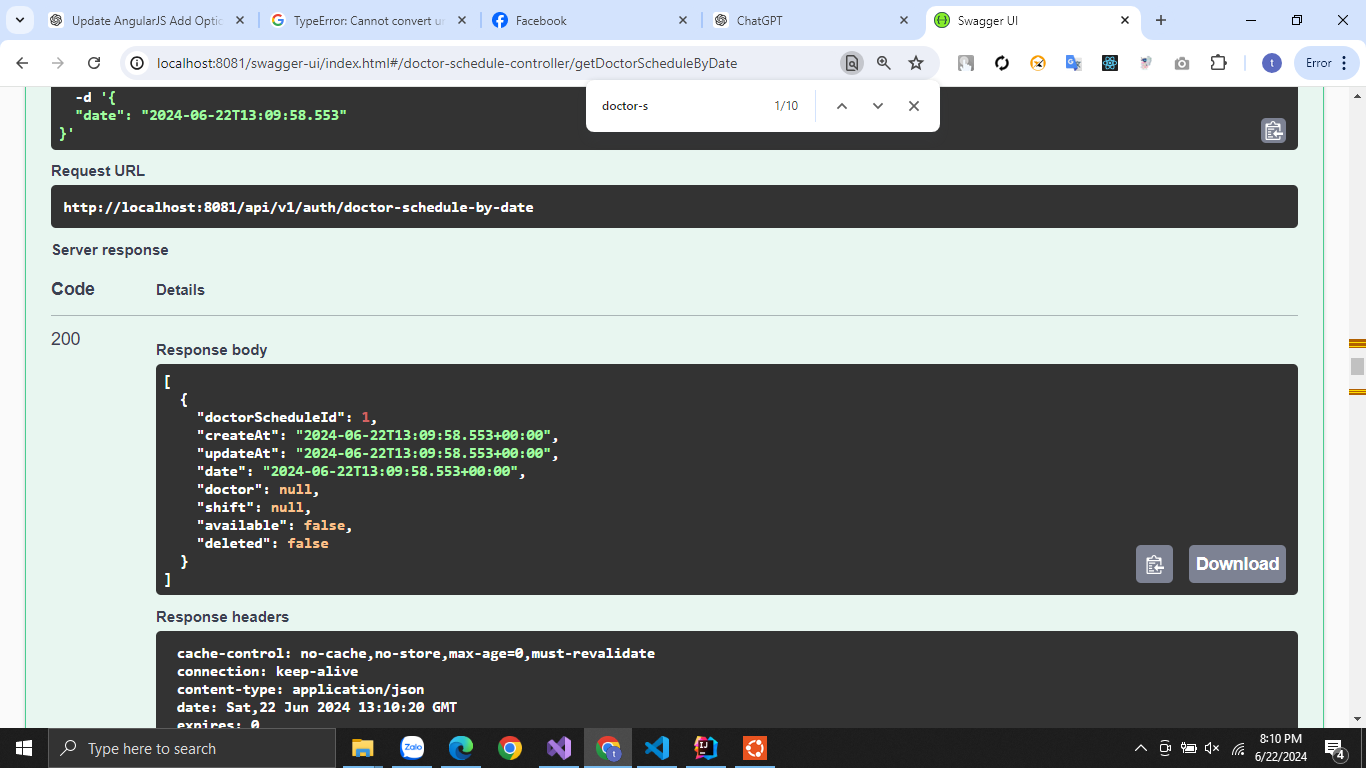 Update AngularJS Add Optio
TypeError: Cannot convert un
Facebook
ChatGPT
Swagger UI
localhost:8081/swagger-ui/index.html#/doctor-schedule-controller/getDoctorScheduleByDate
t
Error
doctor-s
1/10
-d '{
"date": "2024-06-22T13:09:58.553"
}'
Request URL
http://localhost:8081/api/v1/auth/doctor-schedule-by-date
Server response
Code
Details
200
Response body
[
{
"doctorScheduleId": 1,
"createAt": "2024-06-22T13:09:58.553+00:00",
"updateAt": "2024-06-22T13:09:58.553+00:00",
"date": "2024-06-22T13:09:58.553+00:00",
"doctor": null,
"shift": null,
"available": false,
"deleted": false
}
]
Download
Response headers
cache-control: no-cache,no-store,max-age=0,must-revalidate
connection: keep-alive
content-type: application/json
date: Sat,22 Jun 2024 13:10:20 GMT
expires: 0
Type here to search
Zalo
8:10 PM
6/22/2024
4